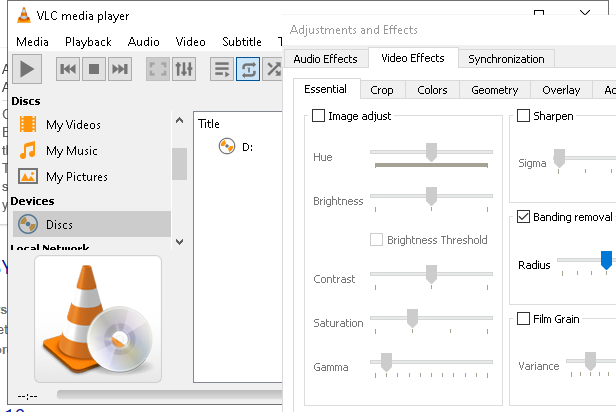 VLC media player
Media Playback Audio Video Subtitle T
Discs
My Videos
My Music
My Pictures
Devices
Discs
Local Network
Title
D:
--:--
Adjustments and Effects
Audio Effects Video Effects Synchronization
Essential Crop Colors Geometry Overlay
Image adjust
Hue
Brightness
Brightness Threshold
Contrast
Saturation
Gamma
Sharpen
Sigma
Banding removal
Radius
Film Grain
Variance